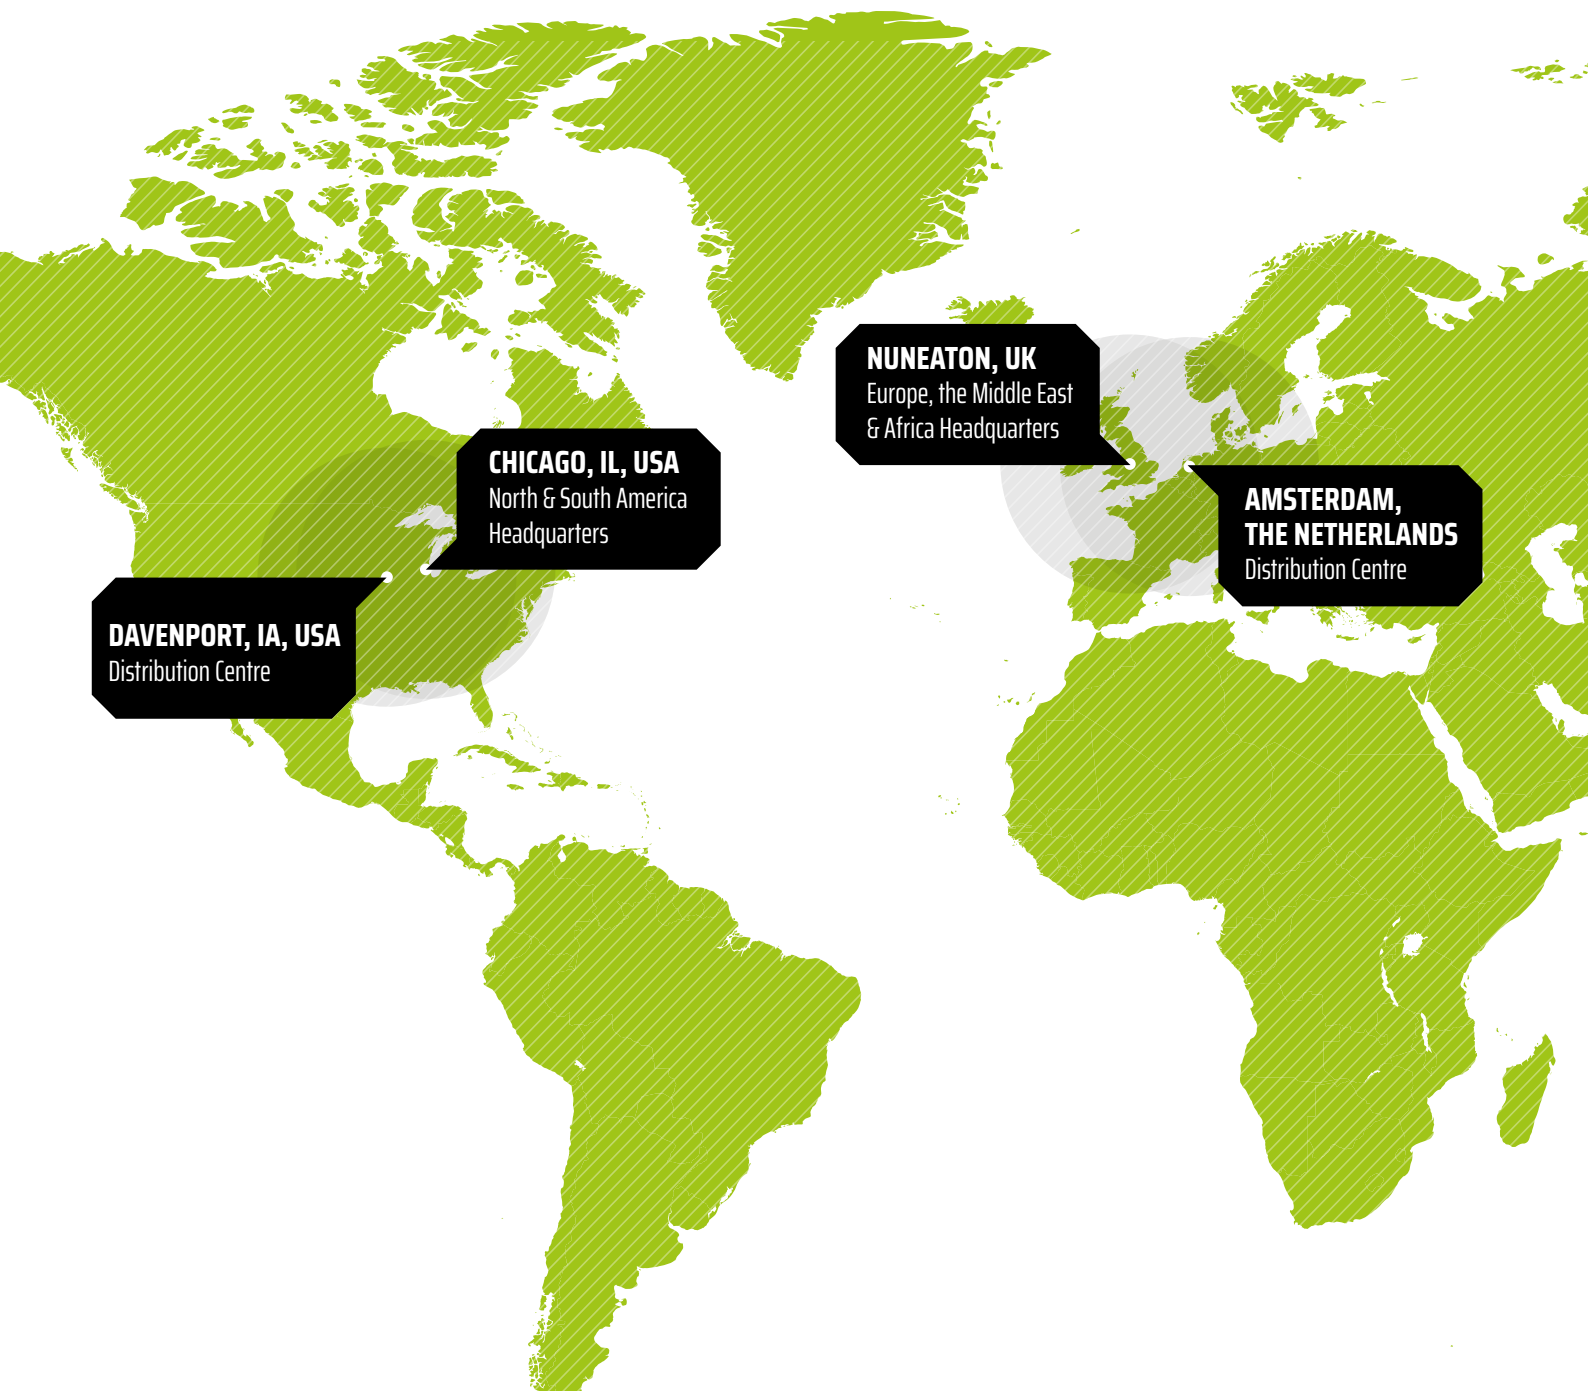 NUNEATON, UK
Europe, the Middle East
& Africa Headquarters
CHICAGO, IL, USA
North & South America
Headquarters
AMSTERDAM,
THE NETHERLANDS
Distribution Centre
DAVENPORT, IA, USA
Distribution Centre